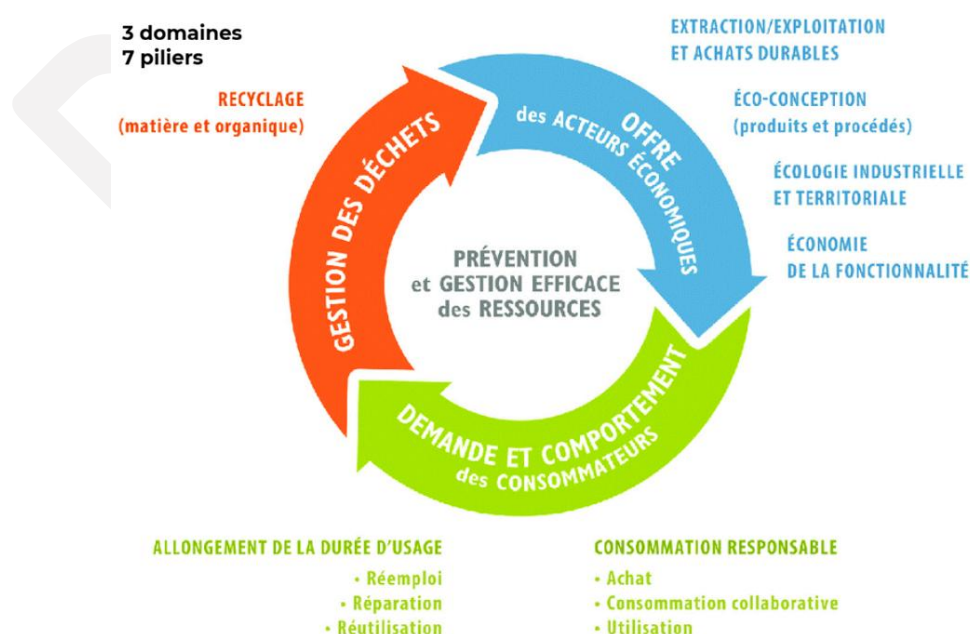 3 domaines
7 piliers
RECYCLAGE
(matière et organique)
EXTRACTION/EXPLOITATION
ET ACHATS DURABLES
ÉCO-CONCEPTION
(produits et procédés)
ÉCOLOGIE INDUSTRIELLE
ET TERRITORIALE
ÉCONOMIE
DE LA FONCTIONNALITÉ
GESTION DES DÉCHETS
OFFRE
des ACTEURS ÉCONOMIQUES
PRÉVENTION
et GESTION EFFICACE
des RESSOURCES
DEMANDE ET COMPORTEMENT
des CONSOMMATEURS
ALLONGEMENT DE LA DURÉE D'USAGE
• Réemploi
• Réparation
• Réutilisation
CONSOMMATION RESPONSABLE
• Achat
• Consommation collaborative
• Utilisation